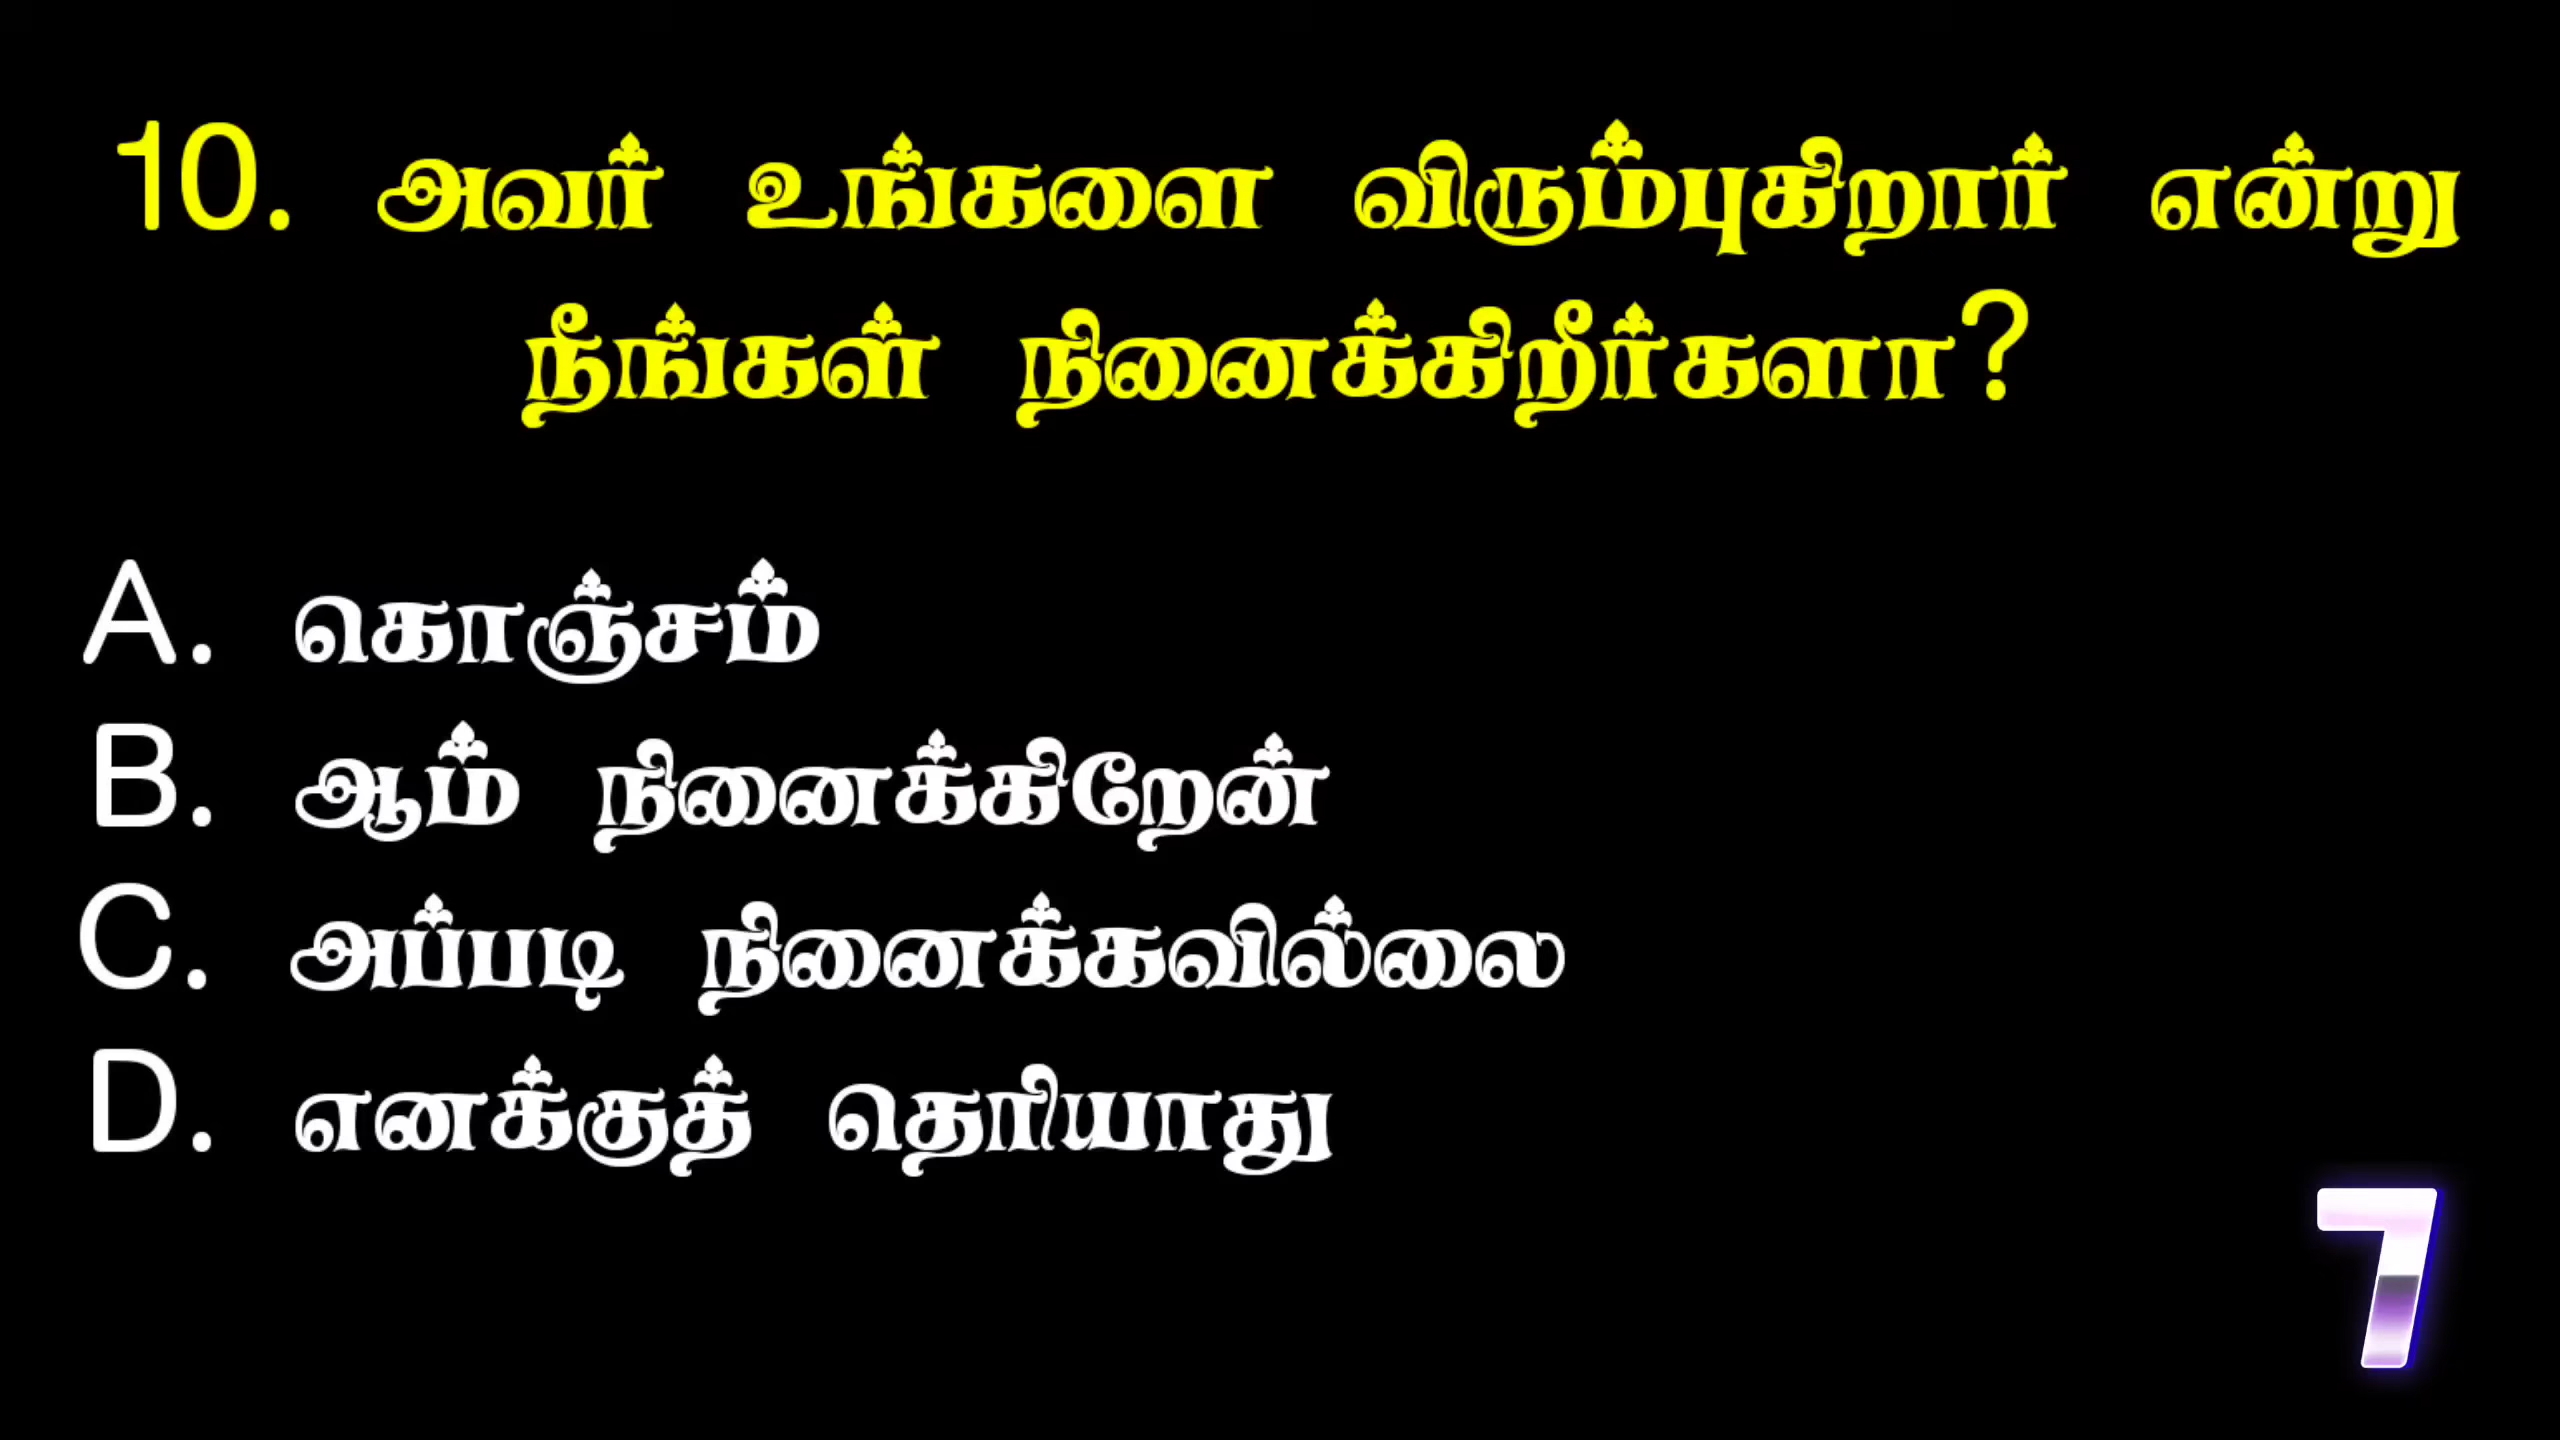 10. அவர் உங்களை விரும்புகிறார் என்று
நீங்கள் நினைக்கிறீர்களா?
A. கொஞ்சம்
B. ஆம் நினைக்கிறேன்
C. அப்படி நினைக்கவில்லை
D. எனக்குத் தெரியாது
7